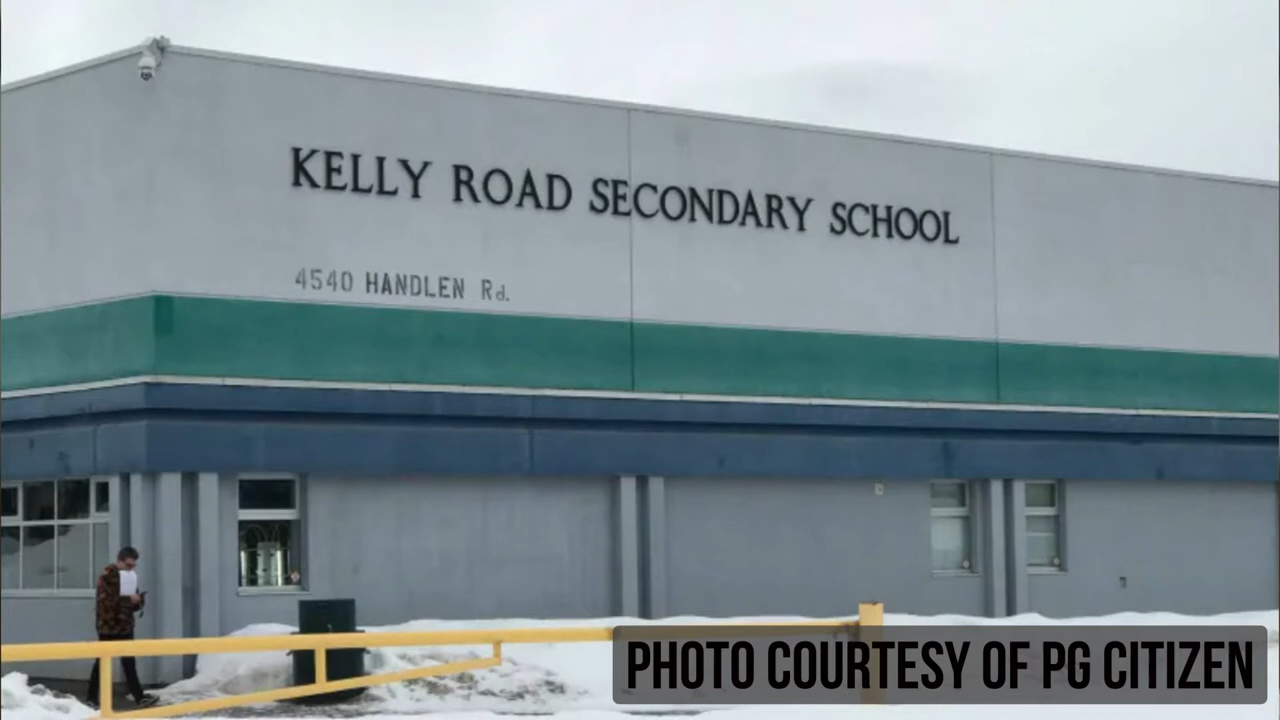 KELLY ROAD SECONDARY SCHOOL
4540 HANDLEN Rd.
PHOTO COURTESY OF PG CITIZEN